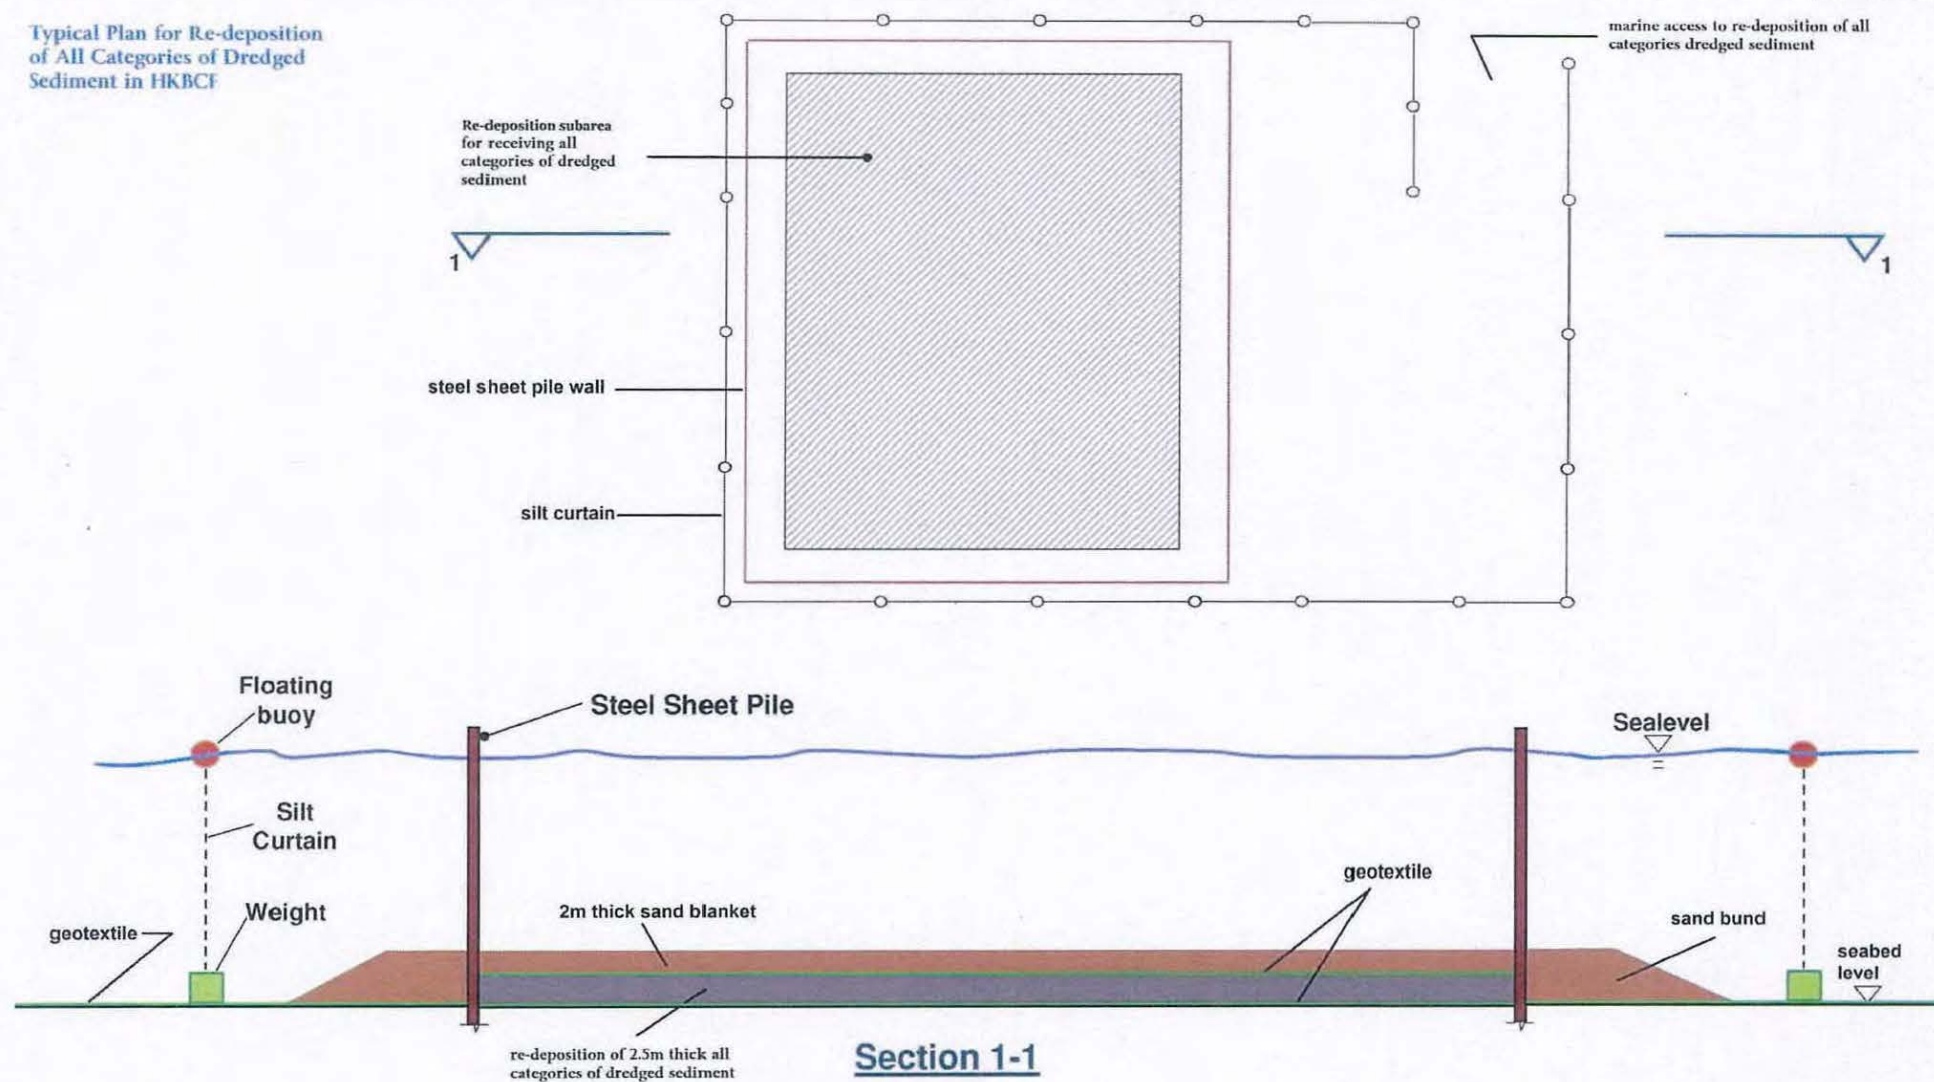 Typical Plan for Re-deposition
of All Categories of Dredged
Sediment in HKBCF
marine access to re-deposition of all
categories dredged sediment
Re-deposition subarea
for receiving all
categories of dredged
sediment
1
1
steel sheet pile wall
silt curtain
Floating
buoy
Steel Sheet Pile
Sealevel
Silt
Curtain
geotextile
Weight
2m thick sand blanket
sand bund
geotextile
seabed
level
re-deposition of 2.5m thick all
categories of dredged sediment
Section 1-1